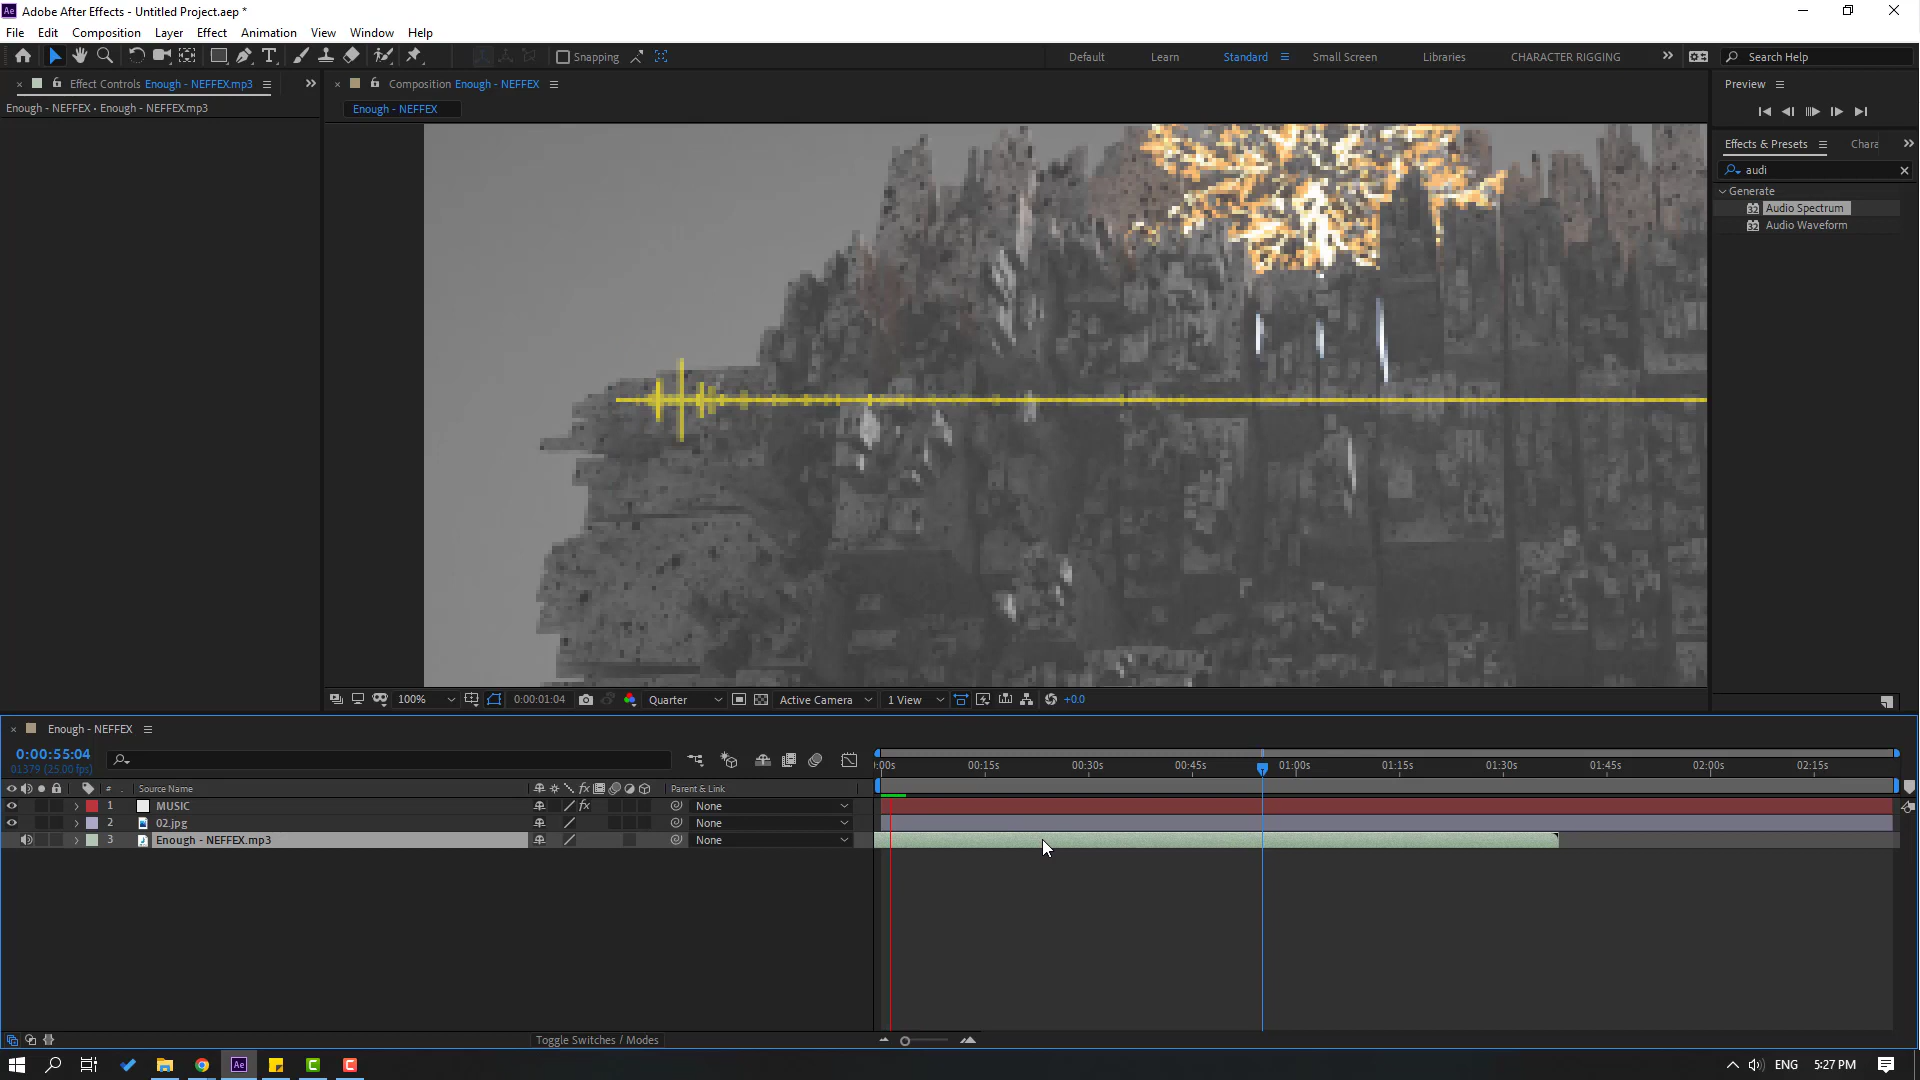 Adobe After Effects - Untitled Project.aep *
File Edit Composition Layer Effect Animation View Window Help
Snapping Default Learn Standard Small Screen Libraries CHARACTER RIGGING Search Help
Effect Controls Enough - NEFFEX.mp3
Composition Enough - NEFFEX
Preview
Enough - NEFFEX • Enough - NEFFEX.mp3
Enough - NEFFEX
Effects & Presets Chara
audi
Generate
Audio Spectrum
Audio Waveform
100% 0:00:01:04 Quarter Active Camera 1 View +0.0
Enough - NEFFEX
0:00:55:04
01379 (25.00 fps)
:00s 00:15s 00:30s 00:45s 01:00s 01:15s 01:30s 01:45s 02:00s 02:15s
# Source Name fx Parent & Link
1 MUSIC fx None
2 02.jpg None
3 Enough - NEFFEX.mp3 None
Toggle Switches / Modes
ENG 5:27 PM